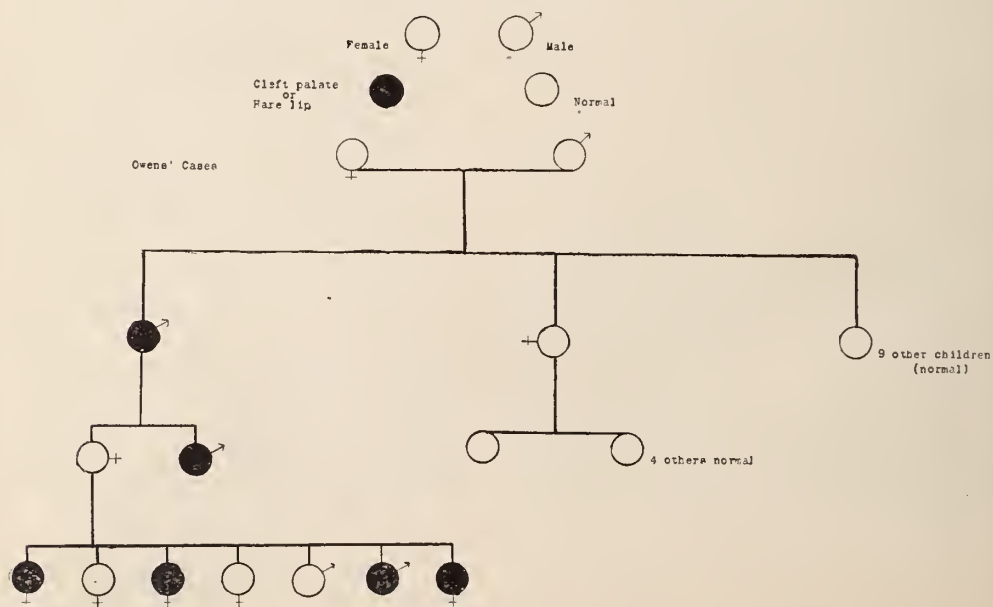 Female
Male
Cleft palate
or
Hare lip
Normal
Owens' Cases
9 other children
(normal)
4 others normal